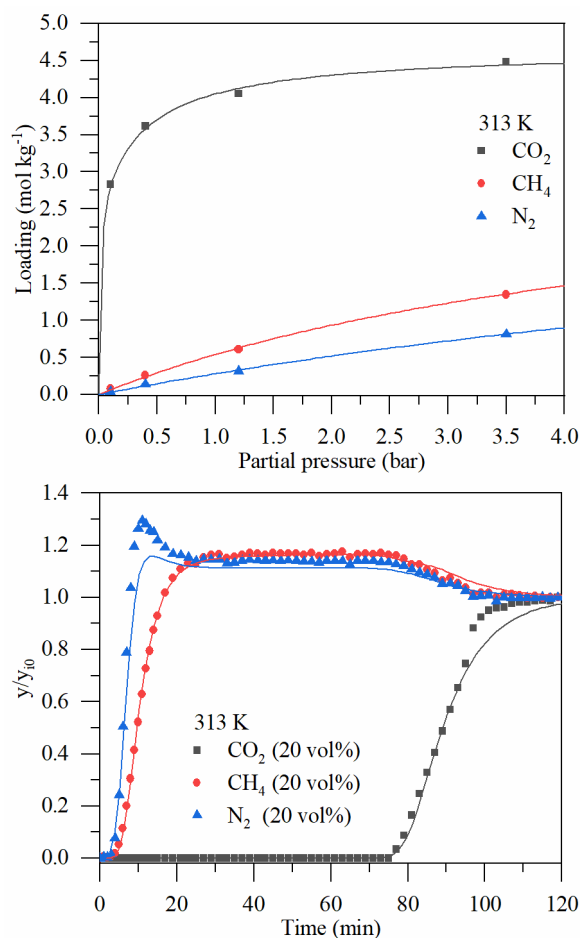 5.0
4.5
4.0
3.5
3.0
2.5
2.0
1.5
1.0
0.5
0.0
Loading (mol kg⁻¹)
313 K
CO₂
CH₄
N₂
0.0 0.5 1.0 1.5 2.0 2.5 3.0 3.5 4.0
Partial pressure (bar)
1.4
1.2
1.0
0.8
0.6
0.4
0.2
0.0
y/yᵢ₀
313 K
CO₂ (20 vol%)
CH₄ (20 vol%)
N₂ (20 vol%)
0 20 40 60 80 100 120
Time (min)